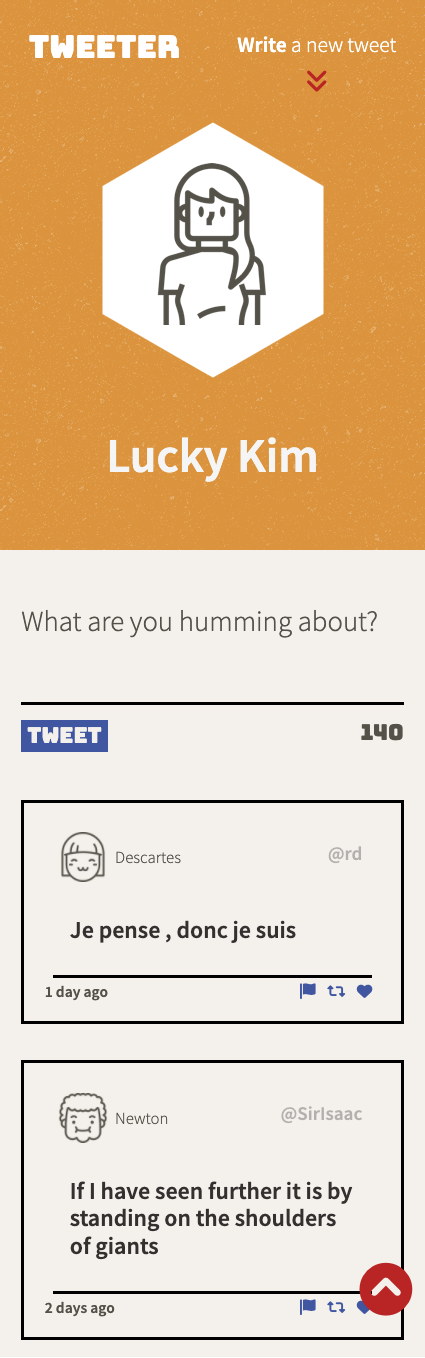 TWEETER
Write a new tweet
Lucky Kim
What are you humming about?
TWEET
140
Descartes
@rd
Je pense , donc je suis
1 day ago
Newton
@SirIsaac
If I have seen further it is by
standing on the shoulders
of giants
2 days ago